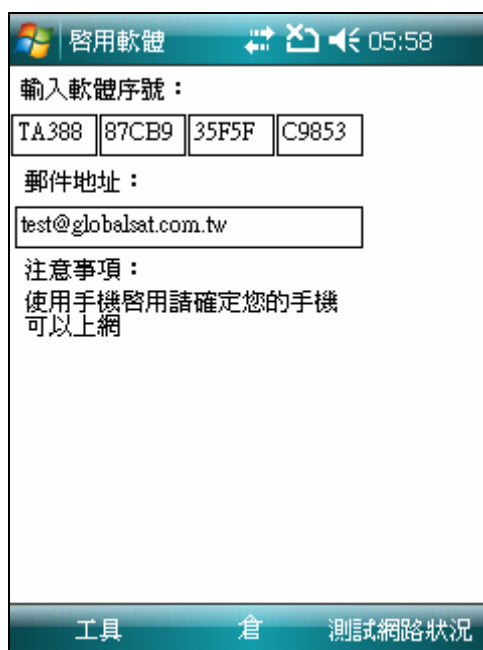 啓用軟體 05:58
輸入軟體序號：
TA388 87CB9 35F5F C9853
郵件地址：
test@globalsat.com.tw
注意事項：
使用手機啓用請確定您的手機
可以上網
工具 倉 測試網路狀况